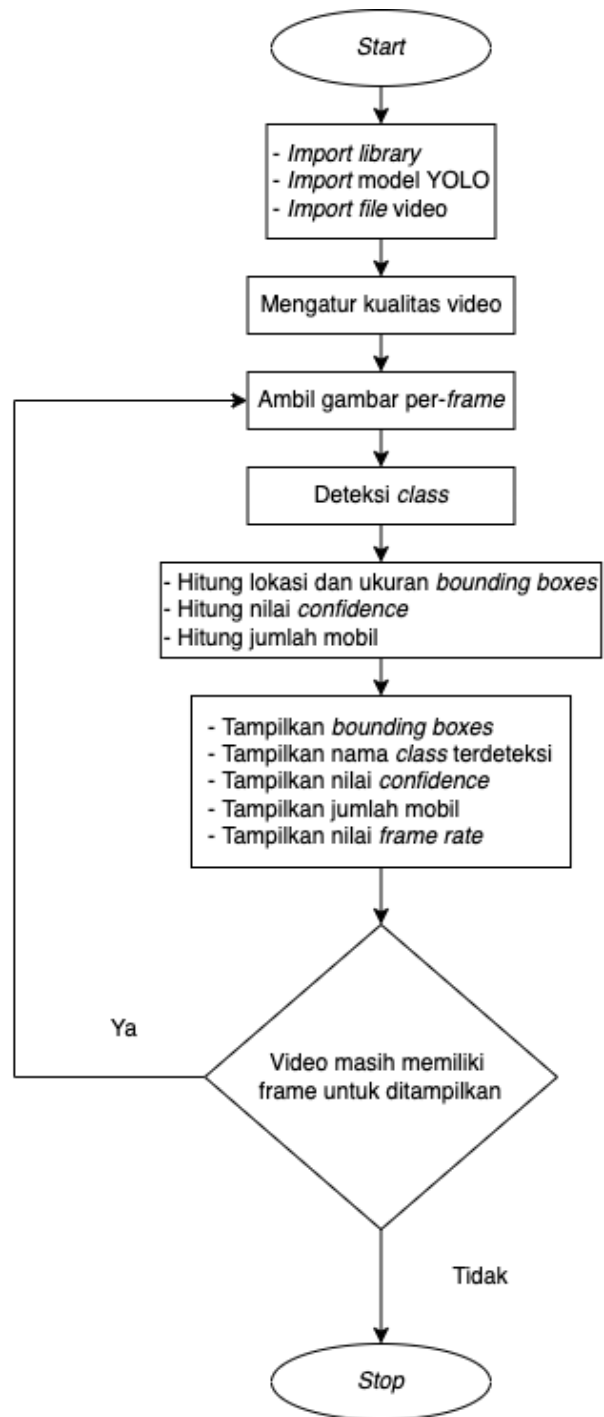 Start
- Import library
- Import model YOLO
- Import file video
Mengatur kualitas video
Ambil gambar per-frame
Deteksi class
- Hitung lokasi dan ukuran bounding boxes
- Hitung nilai confidence
- Hitung jumlah mobil
- Tampilkan bounding boxes
- Tampilkan nama class terdeteksi
- Tampilkan nilai confidence
- Tampilkan jumlah mobil
- Tampilkan nilai frame rate
Ya
Video masih memiliki
frame untuk ditampilkan
Tidak
Stop